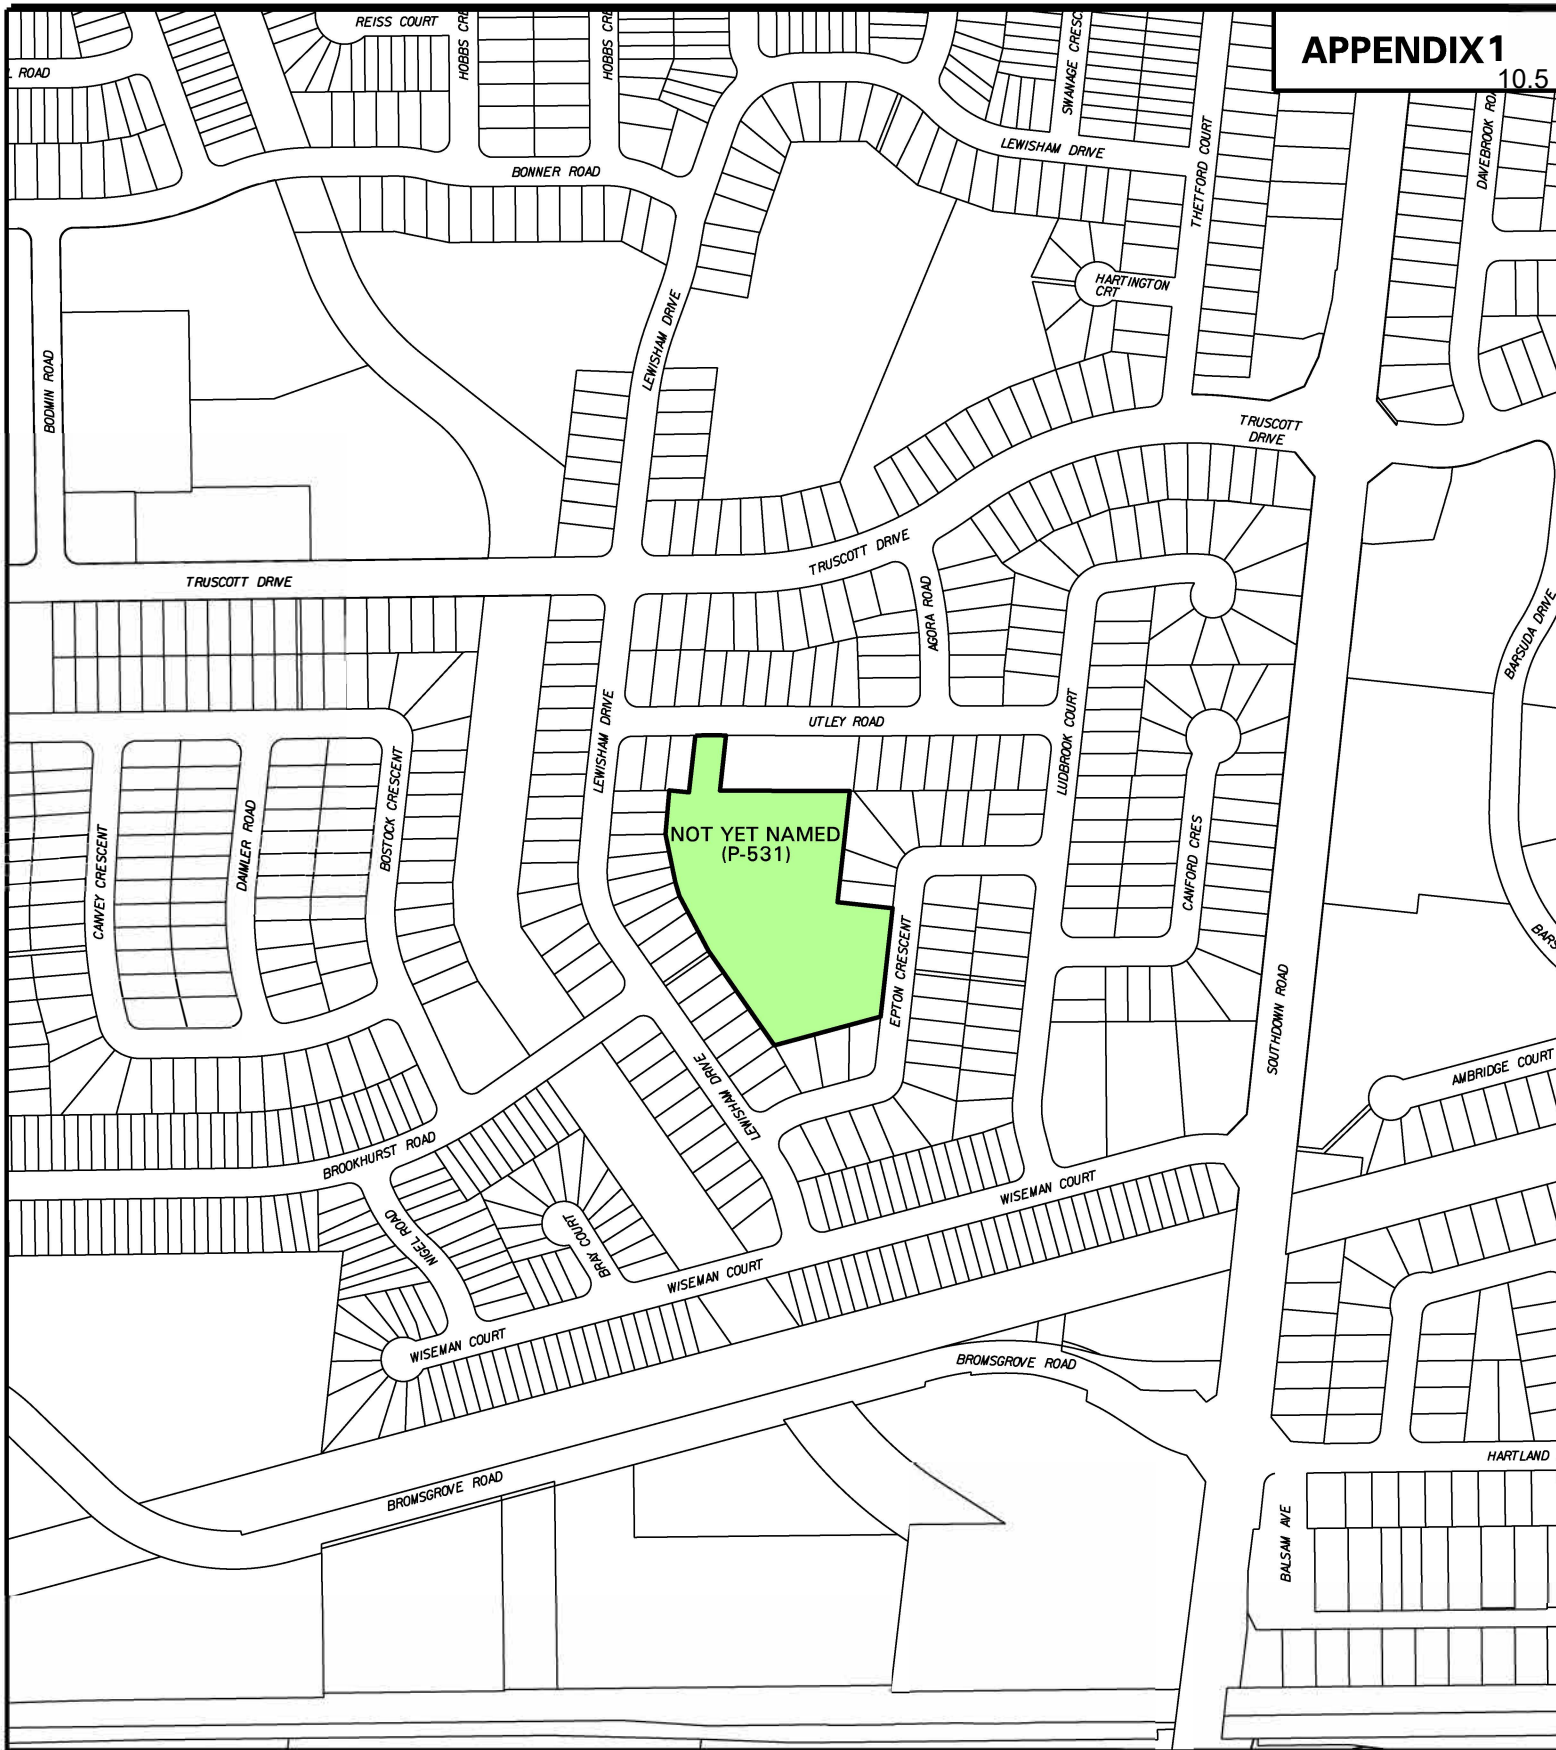 REISS COURT
HOBBS CRE
HOBBS CRE
SWANAGE CRESC
APPENDIX 1
10.5
ROAD
LEWISHAM DRIVE
THETFORD COURT
DAVEBROOK ROA
BONNER ROAD
HARTINGTON
CRT
BODMIN ROAD
LEWISHAM DRIVE
TRUSCOTT
DRIVE
TRUSCOTT DRIVE
TRUSCOTT DRIVE
AGORA ROAD
BARSUDA DRIVE
LEWISHAM DRIVE
UTLEY ROAD
LUDBROOK COURT
BOSTOCK CRESCENT
DAIMLER ROAD
CANVEY CRESCENT
NOT YET NAMED
(P-531)
CANFORD CRES
EPTON CRESCENT
BARS
SOUTHDOWN ROAD
LEWISHAM DRIVE
AMBRIDGE COURT
BROOKHURST ROAD
WISEMAN COURT
NIGEL ROAD
BRAY COURT
WISEMAN COURT
WISEMAN COURT
BROMSGROVE ROAD
HARTLAND
BROMSGROVE ROAD
BALSAM AVE